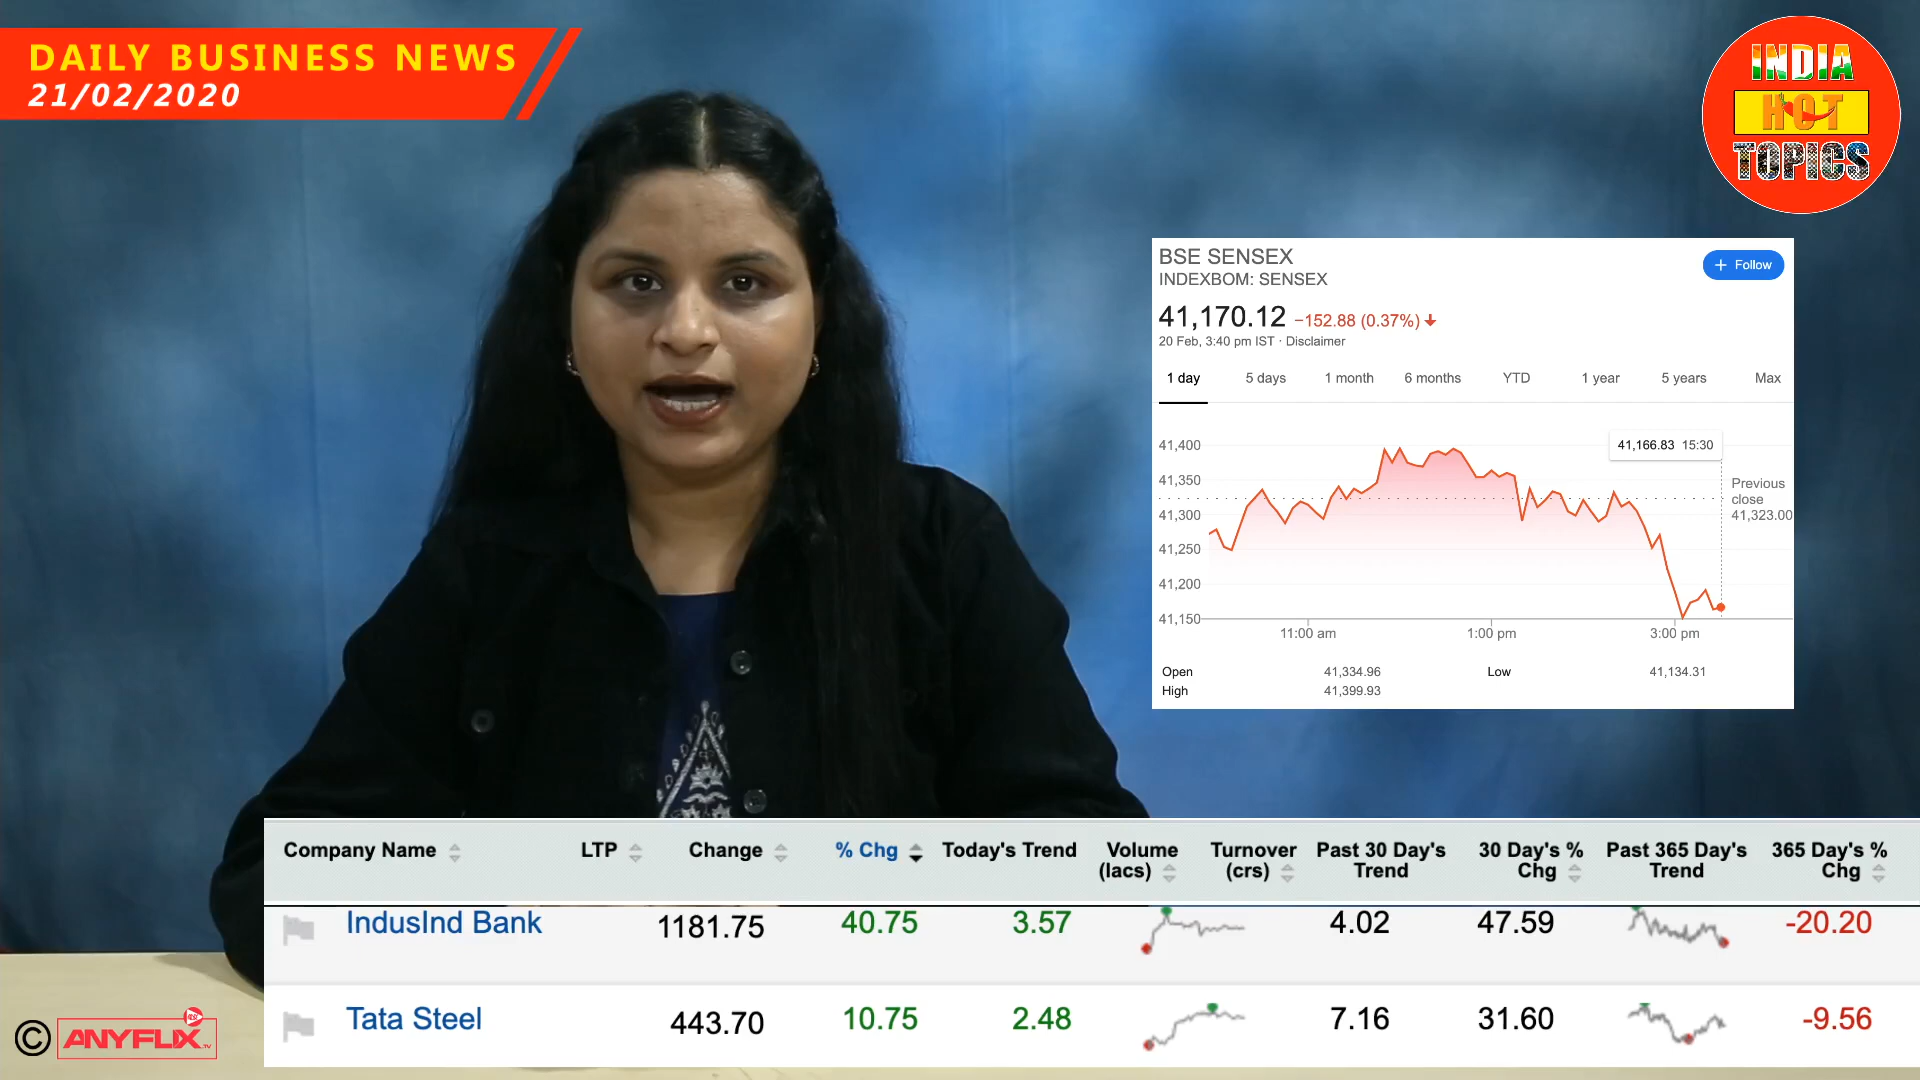 DAILY BUSINESS NEWS
21/02/2020
INDIA
HOT
TOPICS
BSE SENSEX
INDEXBOM: SENSEX
+ Follow
41,170.12 −152.88 (0.37%)
20 Feb, 3:40 pm IST · Disclaimer
1 day 5 days 1 month 6 months YTD 1 year 5 years Max
41,400
41,350
41,300
41,250
41,200
41,150
41,166.83 15:30
Previous
close
41,323.00
11:00 am 1:00 pm 3:00 pm
Open 41,334.96 Low 41,134.31
High 41,399.93
Company Name LTP Change % Chg Today's Trend Volume (lacs) Turnover (crs) Past 30 Day's Trend 30 Day's % Chg Past 365 Day's Trend 365 Day's % Chg
IndusInd Bank 1181.75 40.75 3.57 4.02 47.59 -20.20
Tata Steel 443.70 10.75 2.48 7.16 31.60 -9.56
© ANYFLIX.TV